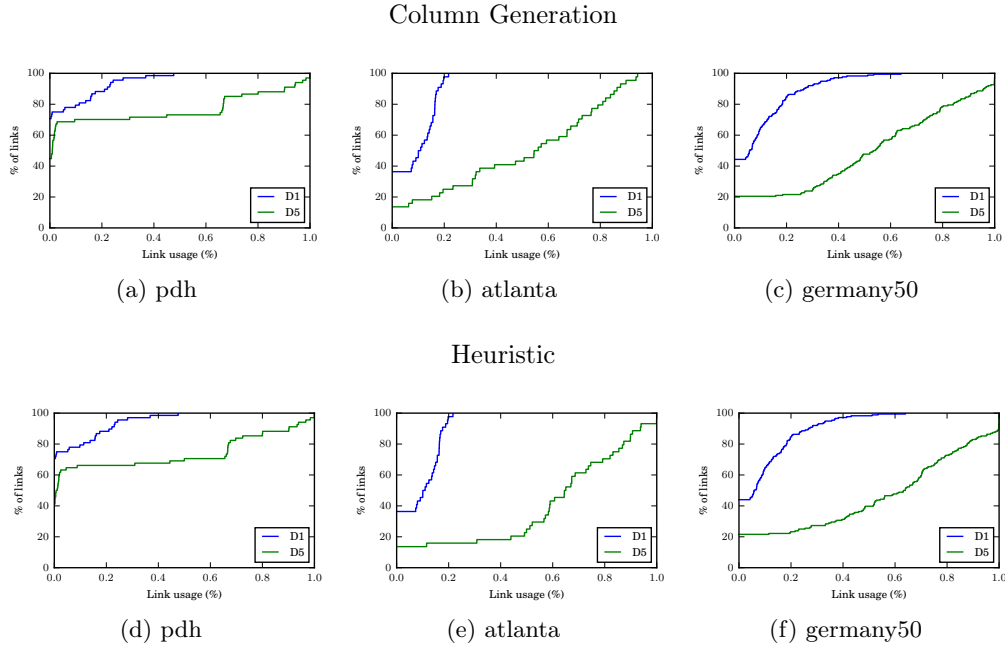 Column Generation
100
80
60
40
20
0
% of links
0.0 0.2 0.4 0.6 0.8 1.0
Link usage (%)
D1
D5
(a) pdh
100
80
60
40
20
0
% of links
0.0 0.2 0.4 0.6 0.8 1.0
Link usage (%)
D1
D5
(b) atlanta
100
80
60
40
20
0
% of links
0.0 0.2 0.4 0.6 0.8 1.0
Link usage (%)
D1
D5
(c) germany50
Heuristic
100
80
60
40
20
0
% of links
0.0 0.2 0.4 0.6 0.8 1.0
Link usage (%)
D1
D5
(d) pdh
100
80
60
40
20
0
% of links
0.0 0.2 0.4 0.6 0.8 1.0
Link usage (%)
D1
D5
(e) atlanta
100
80
60
40
20
0
% of links
0.0 0.2 0.4 0.6 0.8 1.0
Link usage (%)
D1
D5
(f) germany50